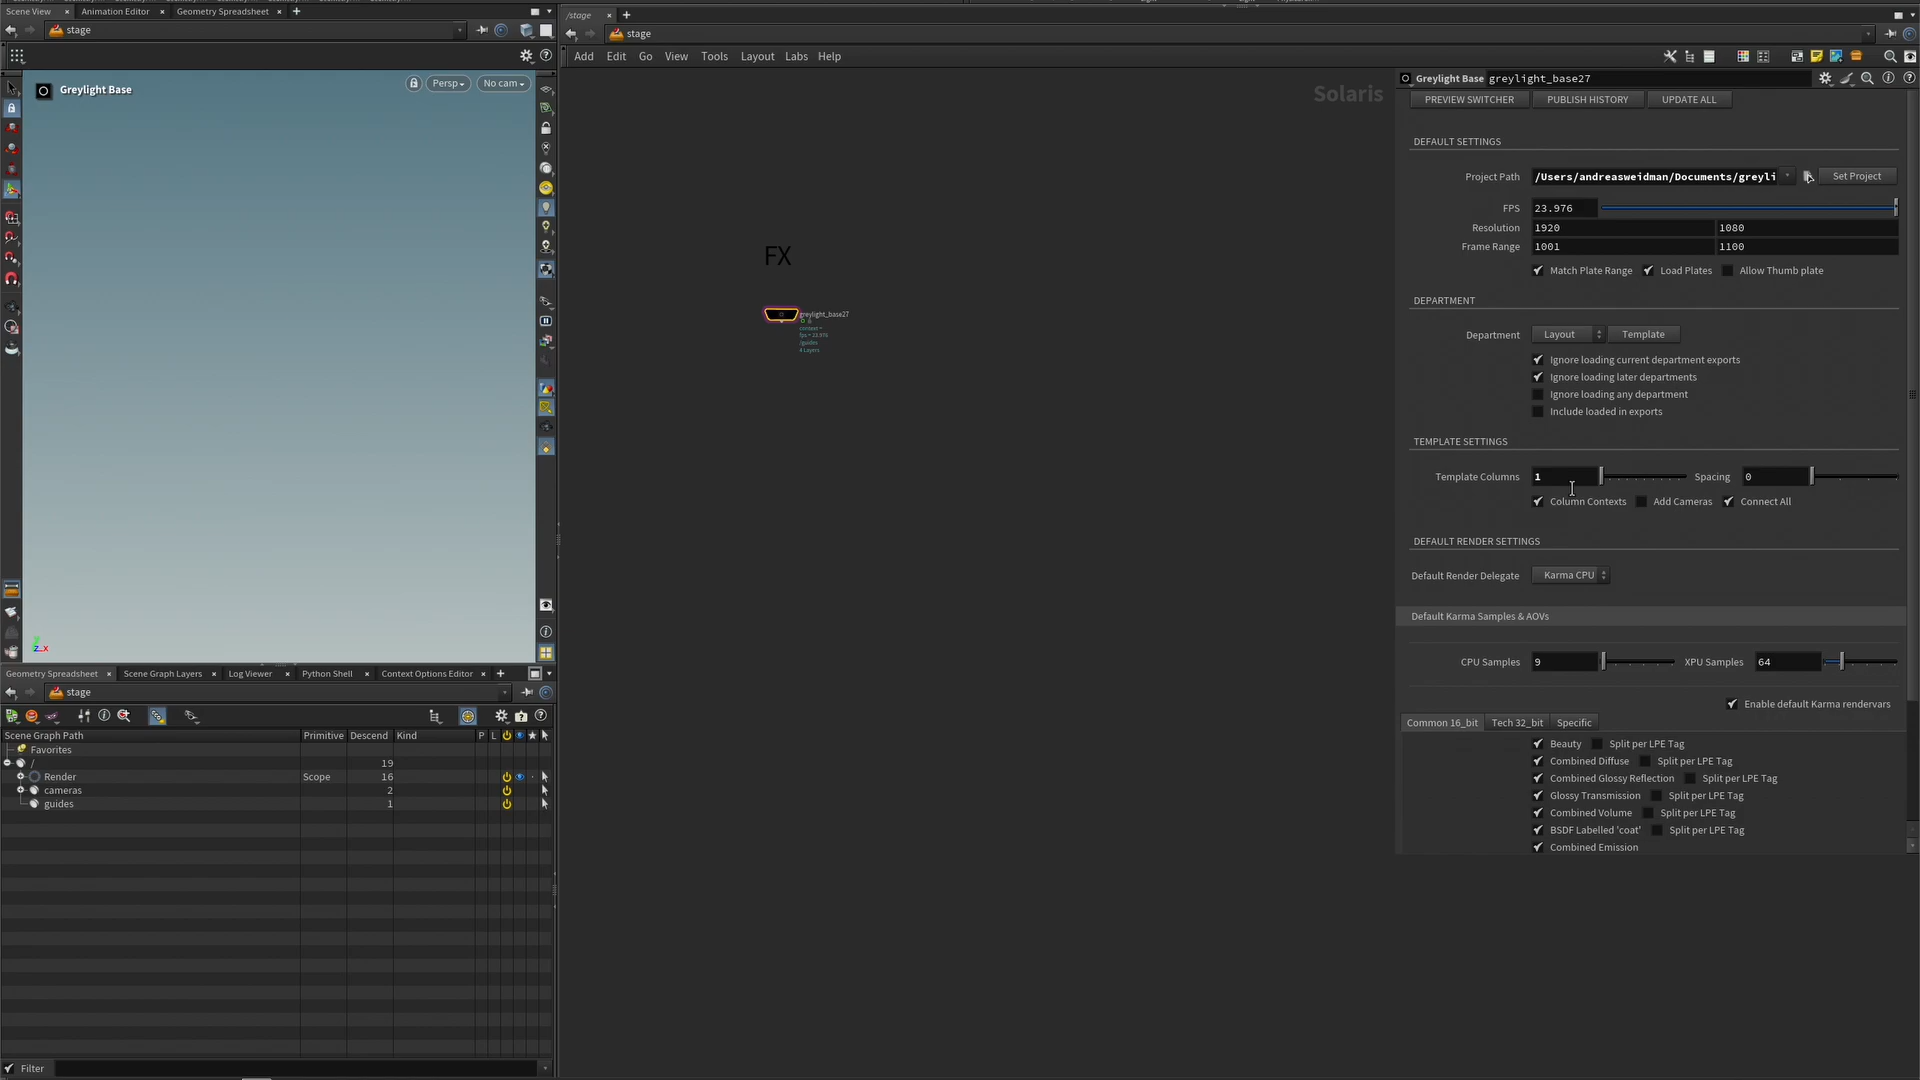 Scene View
Animation Editor
Geometry Spreadsheet
stage
Greylight Base
Persp
No cam
z x
Geometry Spreadsheet
Scene Graph Layers
Log Viewer
Python Shell
Context Options Editor
stage
Scene Graph Path
Primitive
Descend
Kind
P
L
Favorites
/
19
Render
Scope
16
cameras
2
guides
1
Filter
/stage
stage
Add
Edit
Go
View
Tools
Layout
Labs
Help
Solaris
FX
greylight_base27
context =
fps = 23.976
/guides
4 Layers
Greylight Base greylight_base27
PREVIEW SWITCHER
PUBLISH HISTORY
UPDATE ALL
DEFAULT SETTINGS
Project Path /Users/andreasweidman/Documents/greyli Set Project
FPS 23.976
Resolution 1920 1080
Frame Range 1001 1100
Match Plate Range Load Plates Allow Thumb plate
DEPARTMENT
Department Layout Template
Ignore loading current department exports
Ignore loading later departments
Ignore loading any department
Include loaded in exports
TEMPLATE SETTINGS
Template Columns 1 Spacing 0
Column Contexts Add Cameras Connect All
DEFAULT RENDER SETTINGS
Default Render Delegate Karma CPU
Default Karma Samples & AOVs
CPU Samples 9 XPU Samples 64
Enable default Karma rendervars
Common 16_bit Tech 32_bit Specific
Beauty Split per LPE Tag
Combined Diffuse Split per LPE Tag
Combined Glossy Reflection Split per LPE Tag
Glossy Transmission Split per LPE Tag
Combined Volume Split per LPE Tag
BSDF Labelled 'coat' Split per LPE Tag
Combined Emission